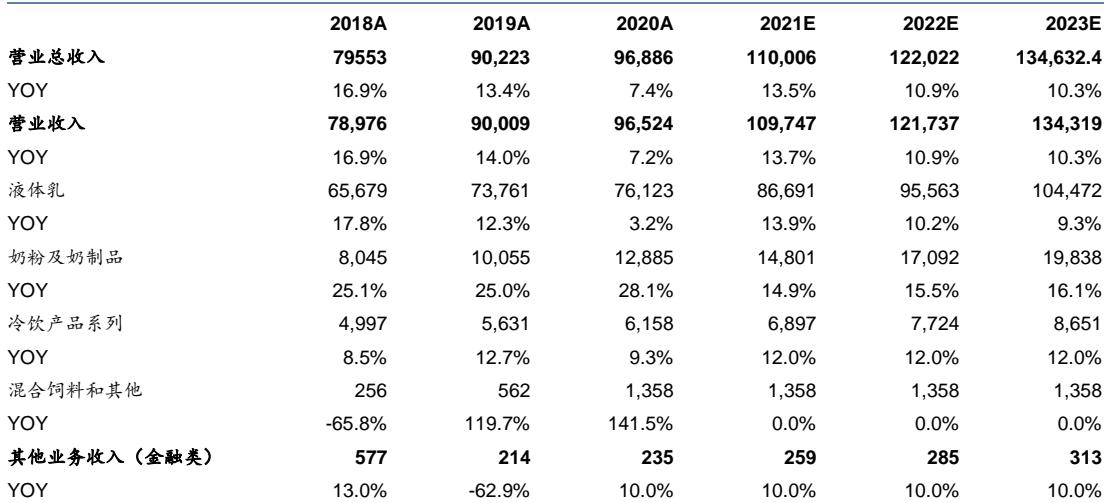 2018A 2019A 2020A 2021E 2022E 2023E
营业总收入 79553 90,223 96,886 110,006 122,022 134,632.4
YOY 16.9% 13.4% 7.4% 13.5% 10.9% 10.3%
营业收入 78,976 90,009 96,524 109,747 121,737 134,319
YOY 16.9% 14.0% 7.2% 13.7% 10.9% 10.3%
液体乳 65,679 73,761 76,123 86,691 95,563 104,472
YOY 17.8% 12.3% 3.2% 13.9% 10.2% 9.3%
奶粉及奶制品 8,045 10,055 12,885 14,801 17,092 19,838
YOY 25.1% 25.0% 28.1% 14.9% 15.5% 16.1%
冷饮产品系列 4,997 5,631 6,158 6,897 7,724 8,651
YOY 8.5% 12.7% 9.3% 12.0% 12.0% 12.0%
混合饲料和其他 256 562 1,358 1,358 1,358 1,358
YOY -65.8% 119.7% 141.5% 0.0% 0.0% 0.0%
其他业务收入（金融类） 577 214 235 259 285 313
YOY 13.0% -62.9% 10.0% 10.0% 10.0% 10.0%